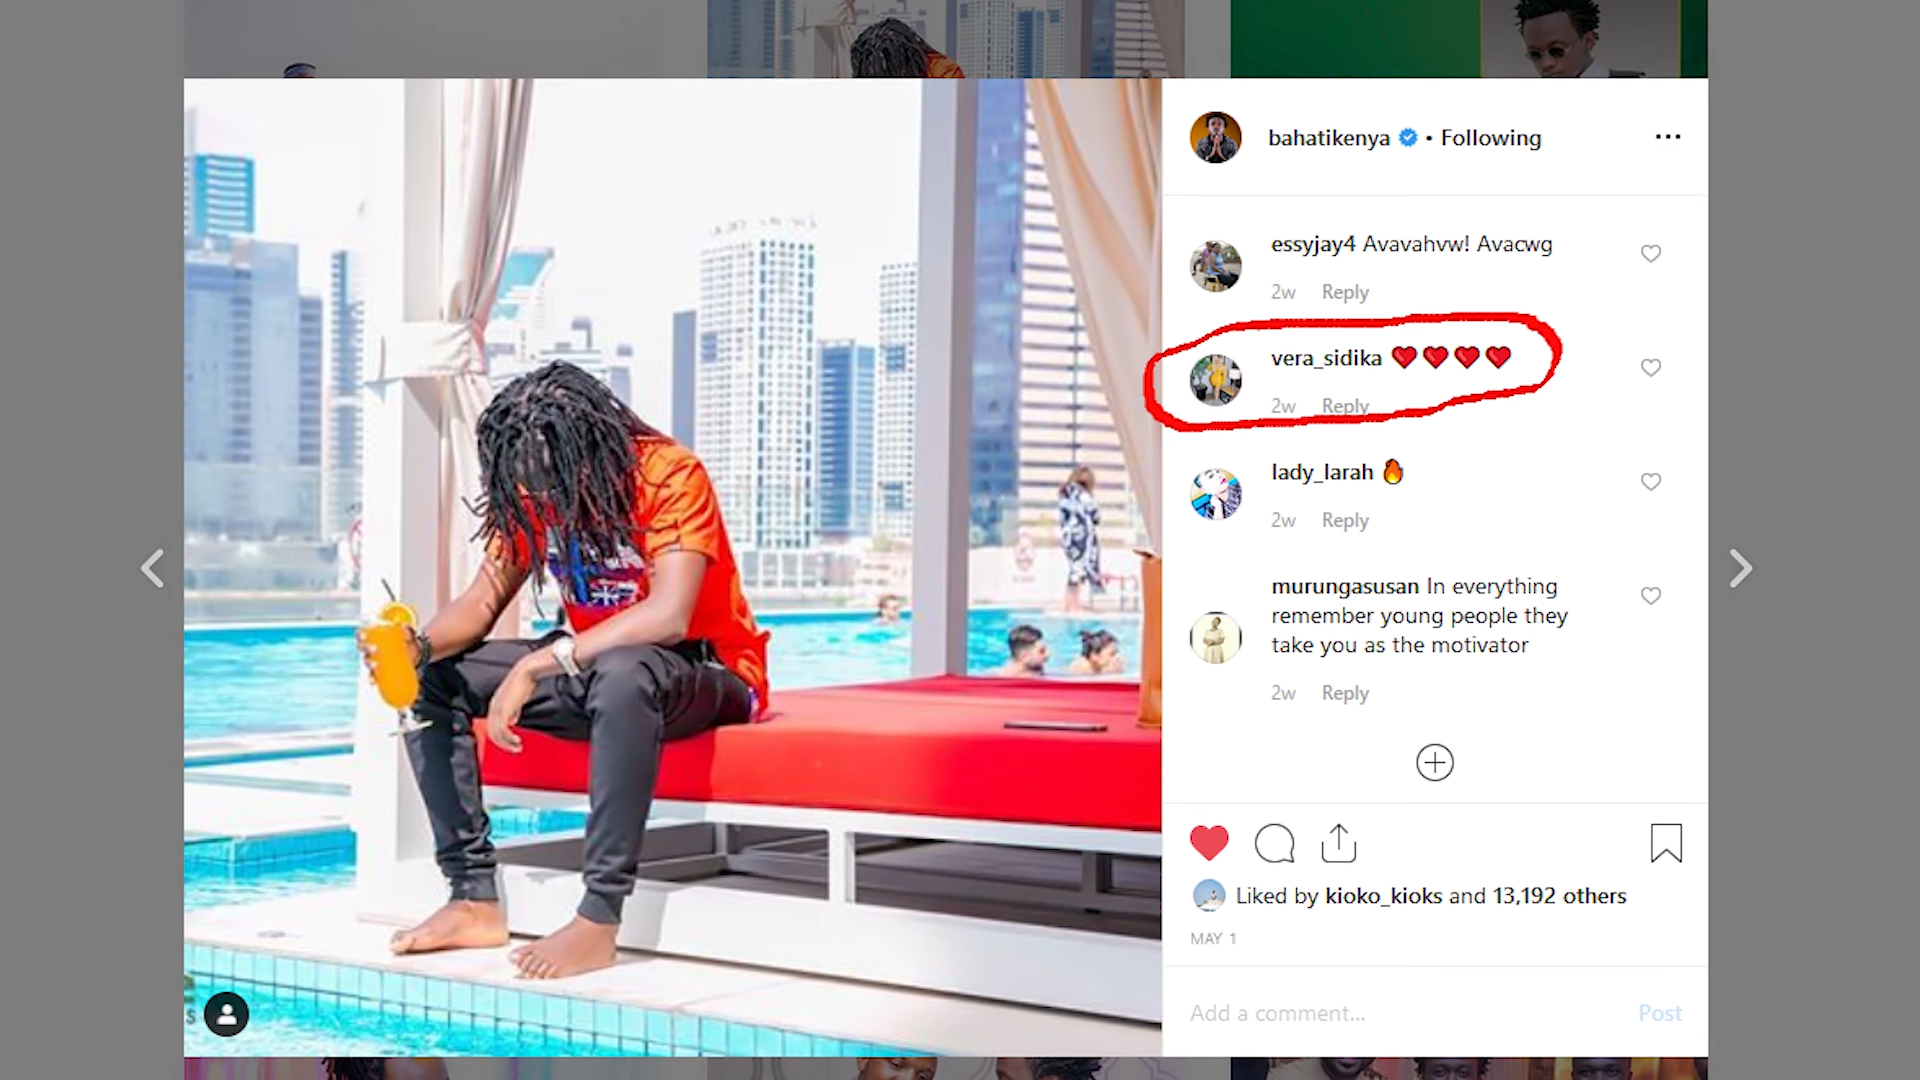 bahatikenya • Following
essyjay4 Avavahvw! Avacwg
2w Reply
vera_sidika ❤❤❤❤
2w Reply
lady_larah 🔥
2w Reply
murungasusan In everything
remember young people they
take you as the motivator
2w Reply
Liked by kioko_kioks and 13,192 others
MAY 1
Add a comment... Post